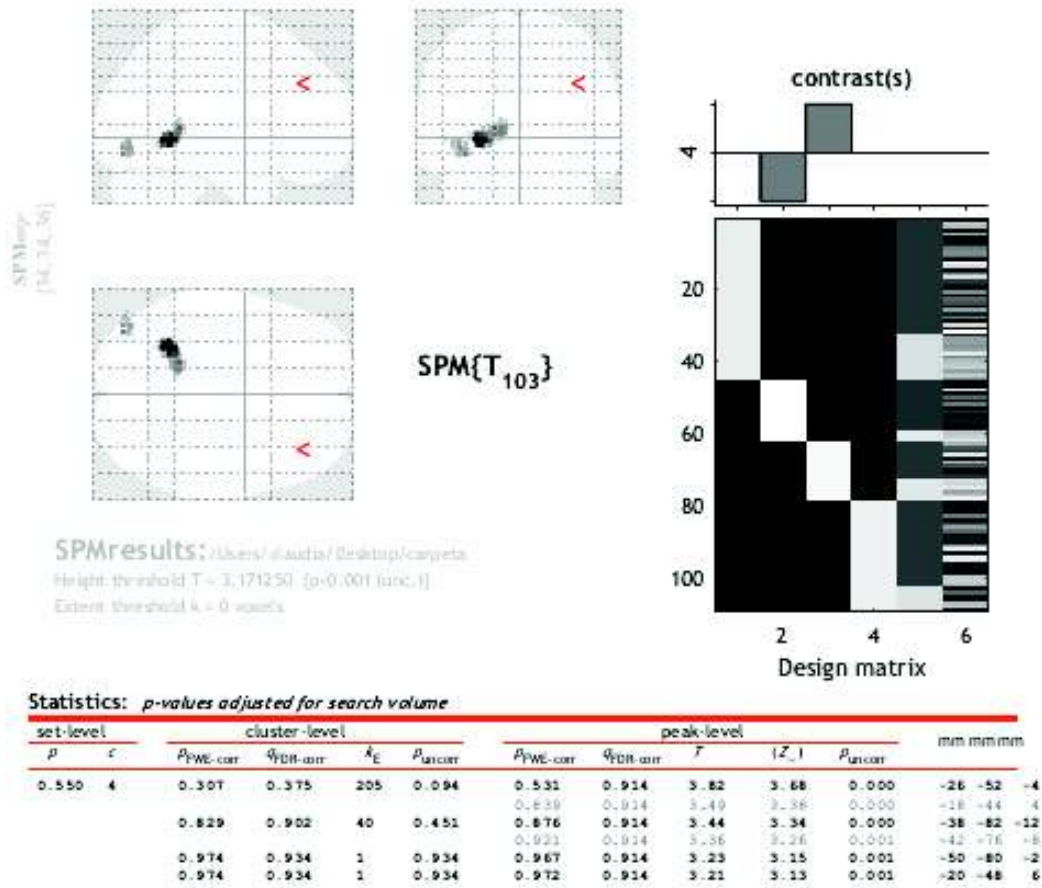 <
<
contrast(s)
4
SPMmip
[34, 34, 36]
<
SPM{T103}
20
40
60
80
100
2 4 6
Design matrix
SPMresults: /Users/claudia/Desktop/carpeta
Height threshold T = 3.171250 {p<0.001 (unc.)}
Extent threshold k = 0 voxels
Statistics: p-values adjusted for search volume
set-level cluster-level peak-level mm mm mm
p c pFWE-corr qFDR-corr kE puncorr pFWE-corr qFDR-corr T (Z≡) puncorr
0.550 4 0.307 0.375 205 0.094 0.531 0.914 3.82 3.68 0.000 -26 -52 -4
0.914 3.38 0.000 -18 -44 4
0.829 0.902 40 0.451 0.876 0.914 3.44 3.34 0.000 -38 -82 -12
0.921 0.914 3.36 3.26 0.001 -42 -76
0.974 0.934 1 0.934 0.967 0.914 3.23 3.15 0.001 -50 -80 -2
0.974 0.934 1 0.934 0.972 0.914 3.21 3.13 0.001 -20 -48 6